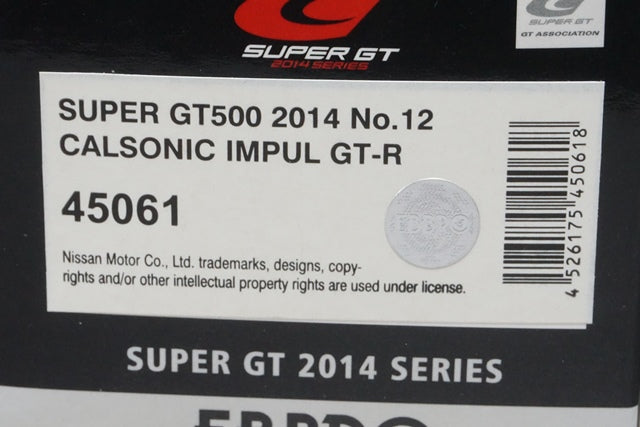 SUPER GT
2014 SERIES
SUPER GT
GT ASSOCIATION
SUPER GT500 2014 No.12
CALSONIC IMPUL GT-R
45061
EBBRO
Nissan Motor Co., Ltd. trademarks, designs, copy-
rights and/or other intellectual property rights are used under license.
4 526175 450618
SUPER GT 2014 SERIES
EBBRO